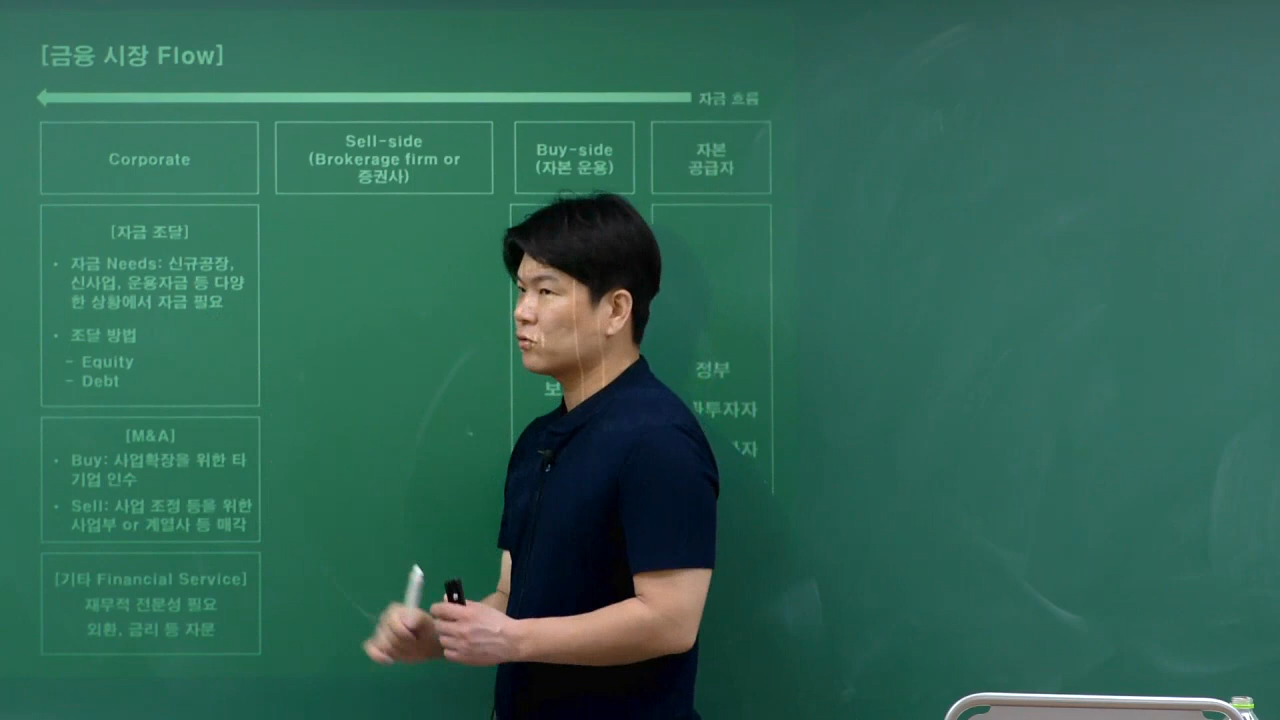 [금융 시장 Flow]
자금 흐름
Corporate
Sell-side
(Brokerage firm or
증권사)
Buy-side
(자본 운용)
자본
공급자
[자금 조달]
• 자금 Needs: 신규공장,
신사업, 운용자금 등 다양
한 상황에서 자금 필요
• 조달 방법
- Equity
- Debt
[M&A]
• Buy: 사업확장을 위한 타
기업 인수
• Sell: 사업 조정 등을 위한
사업부 or 계열사 등 매각
[기타 Financial Service]
재무적 전문성 필요
외환, 금리 등 자문
정부